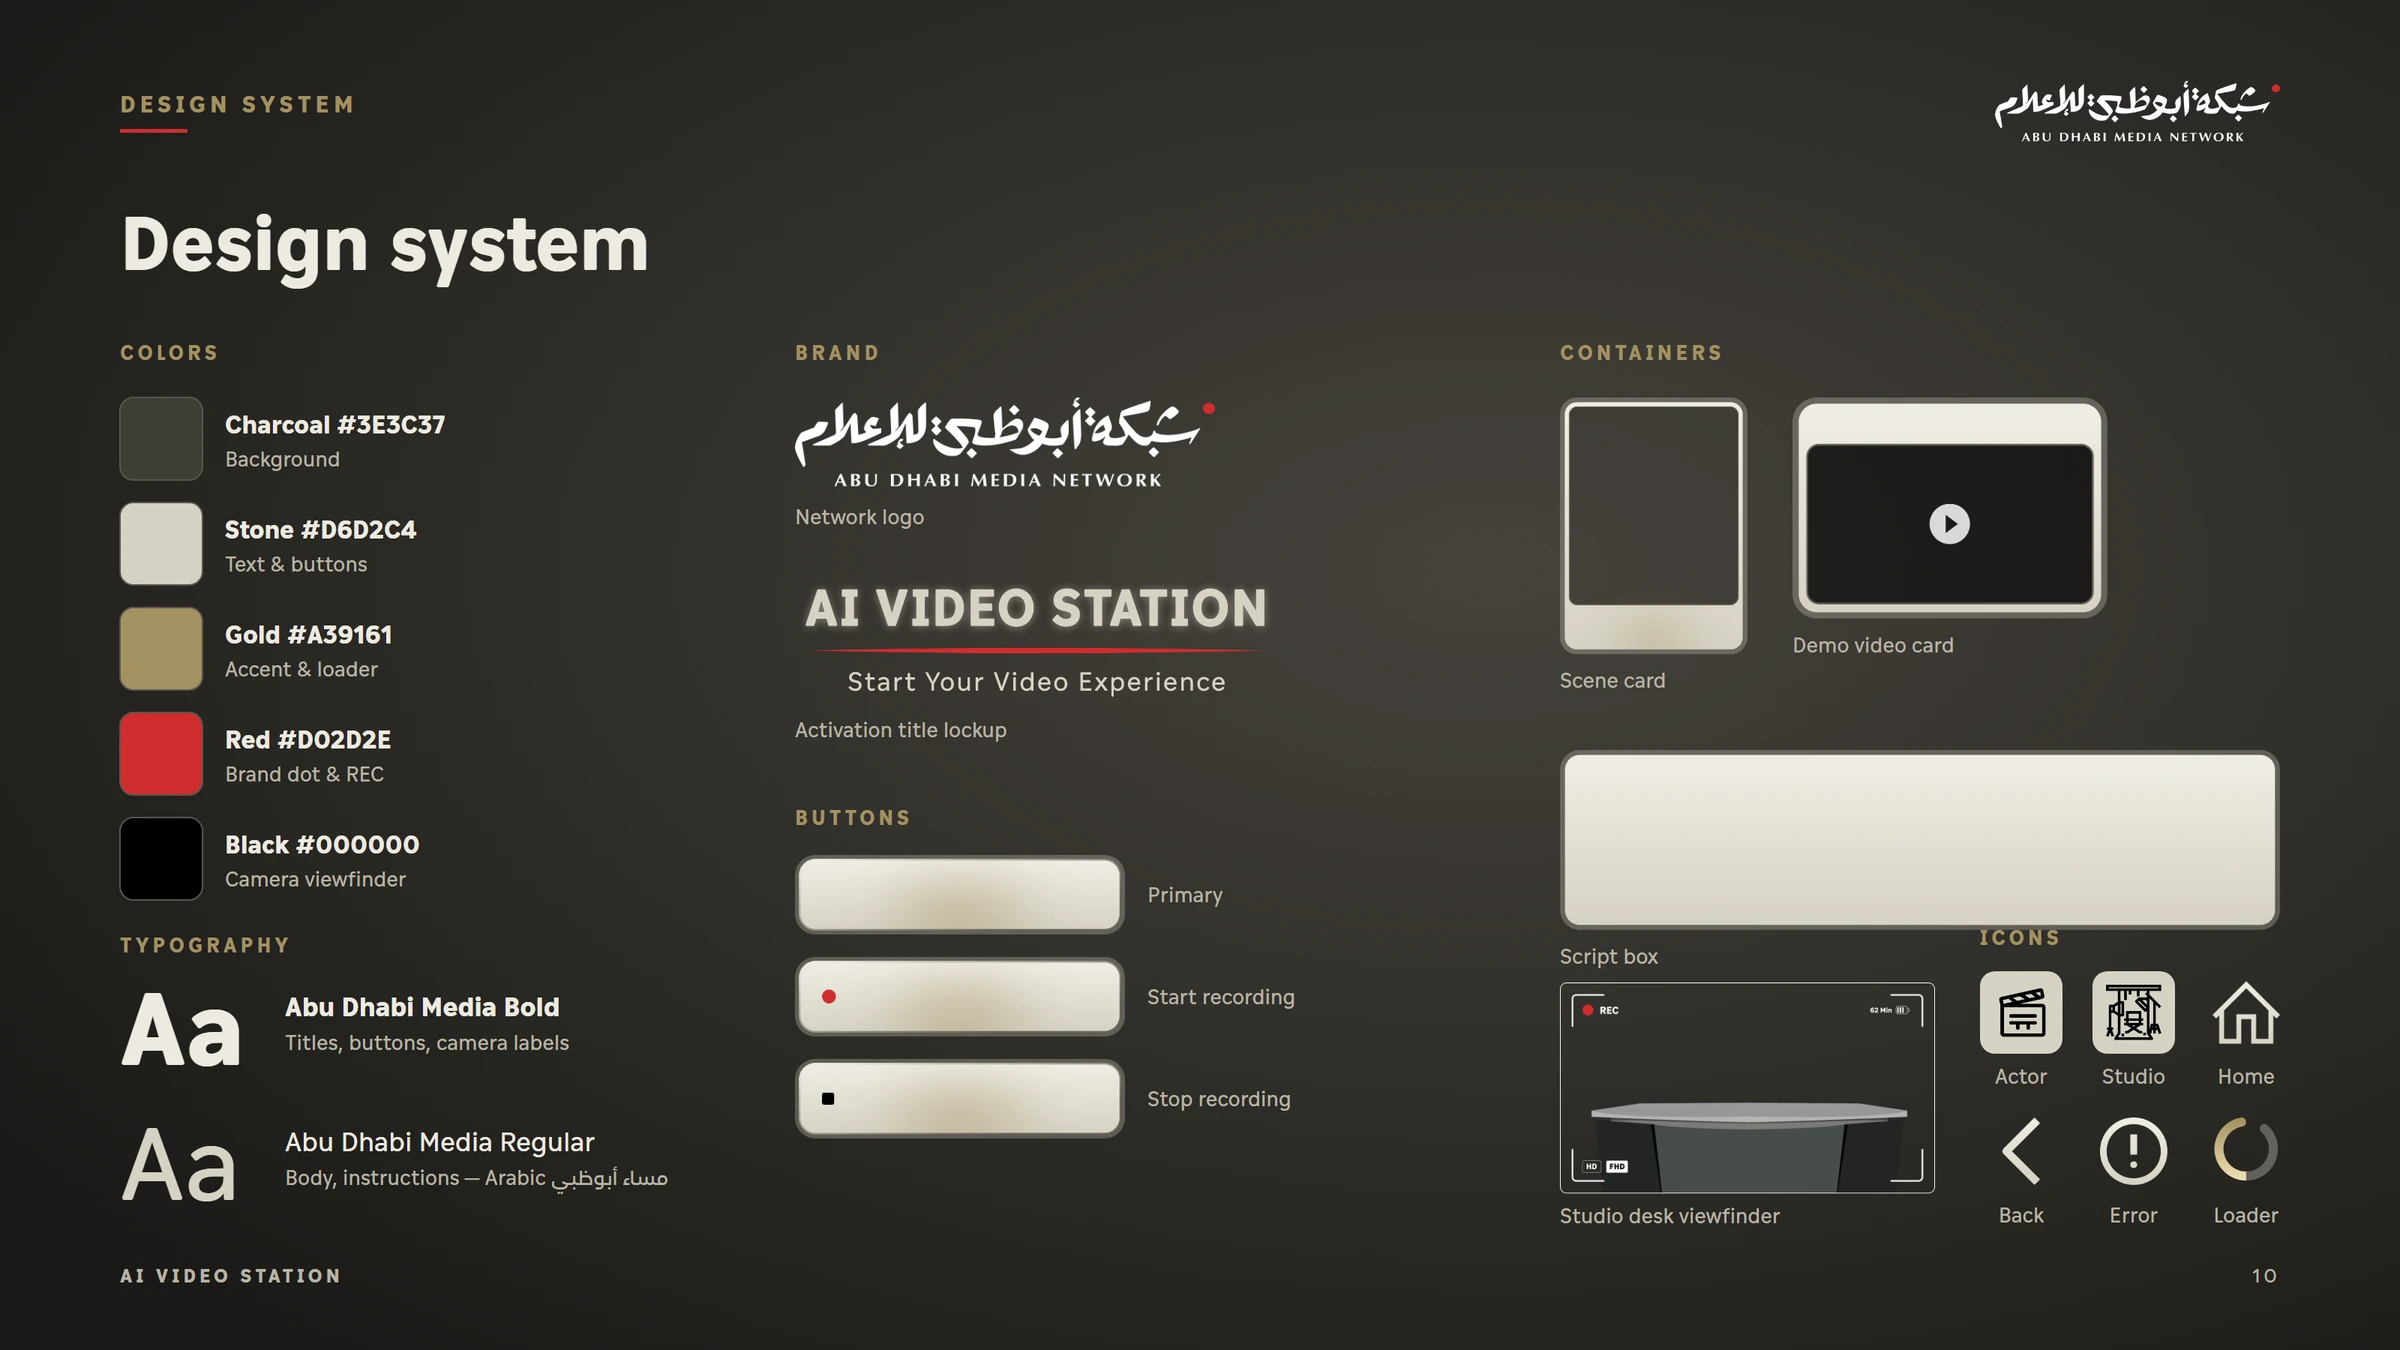 DESIGN SYSTEM
شبكة أبوظبي للإعلام
ABU DHABI MEDIA NETWORK
Design system
COLORS
Charcoal #3E3C37
Background
Stone #D6D2C4
Text & buttons
Gold #A39161
Accent & loader
Red #D02D2E
Brand dot & REC
Black #000000
Camera viewfinder
TYPOGRAPHY
Aa
Abu Dhabi Media Bold
Titles, buttons, camera labels
Aa
Abu Dhabi Media Regular
Body, instructions — Arabic مساء أبوظبي
BRAND
شبكة أبوظبي للإعلام
ABU DHABI MEDIA NETWORK
Network logo
AI VIDEO STATION
Start Your Video Experience
Activation title lockup
BUTTONS
Primary
Start recording
Stop recording
CONTAINERS
Scene card
Demo video card
Script box
REC
62 Min
HD FHD
Studio desk viewfinder
ICONS
Actor Studio Home
Back Error Loader
AI VIDEO STATION
10